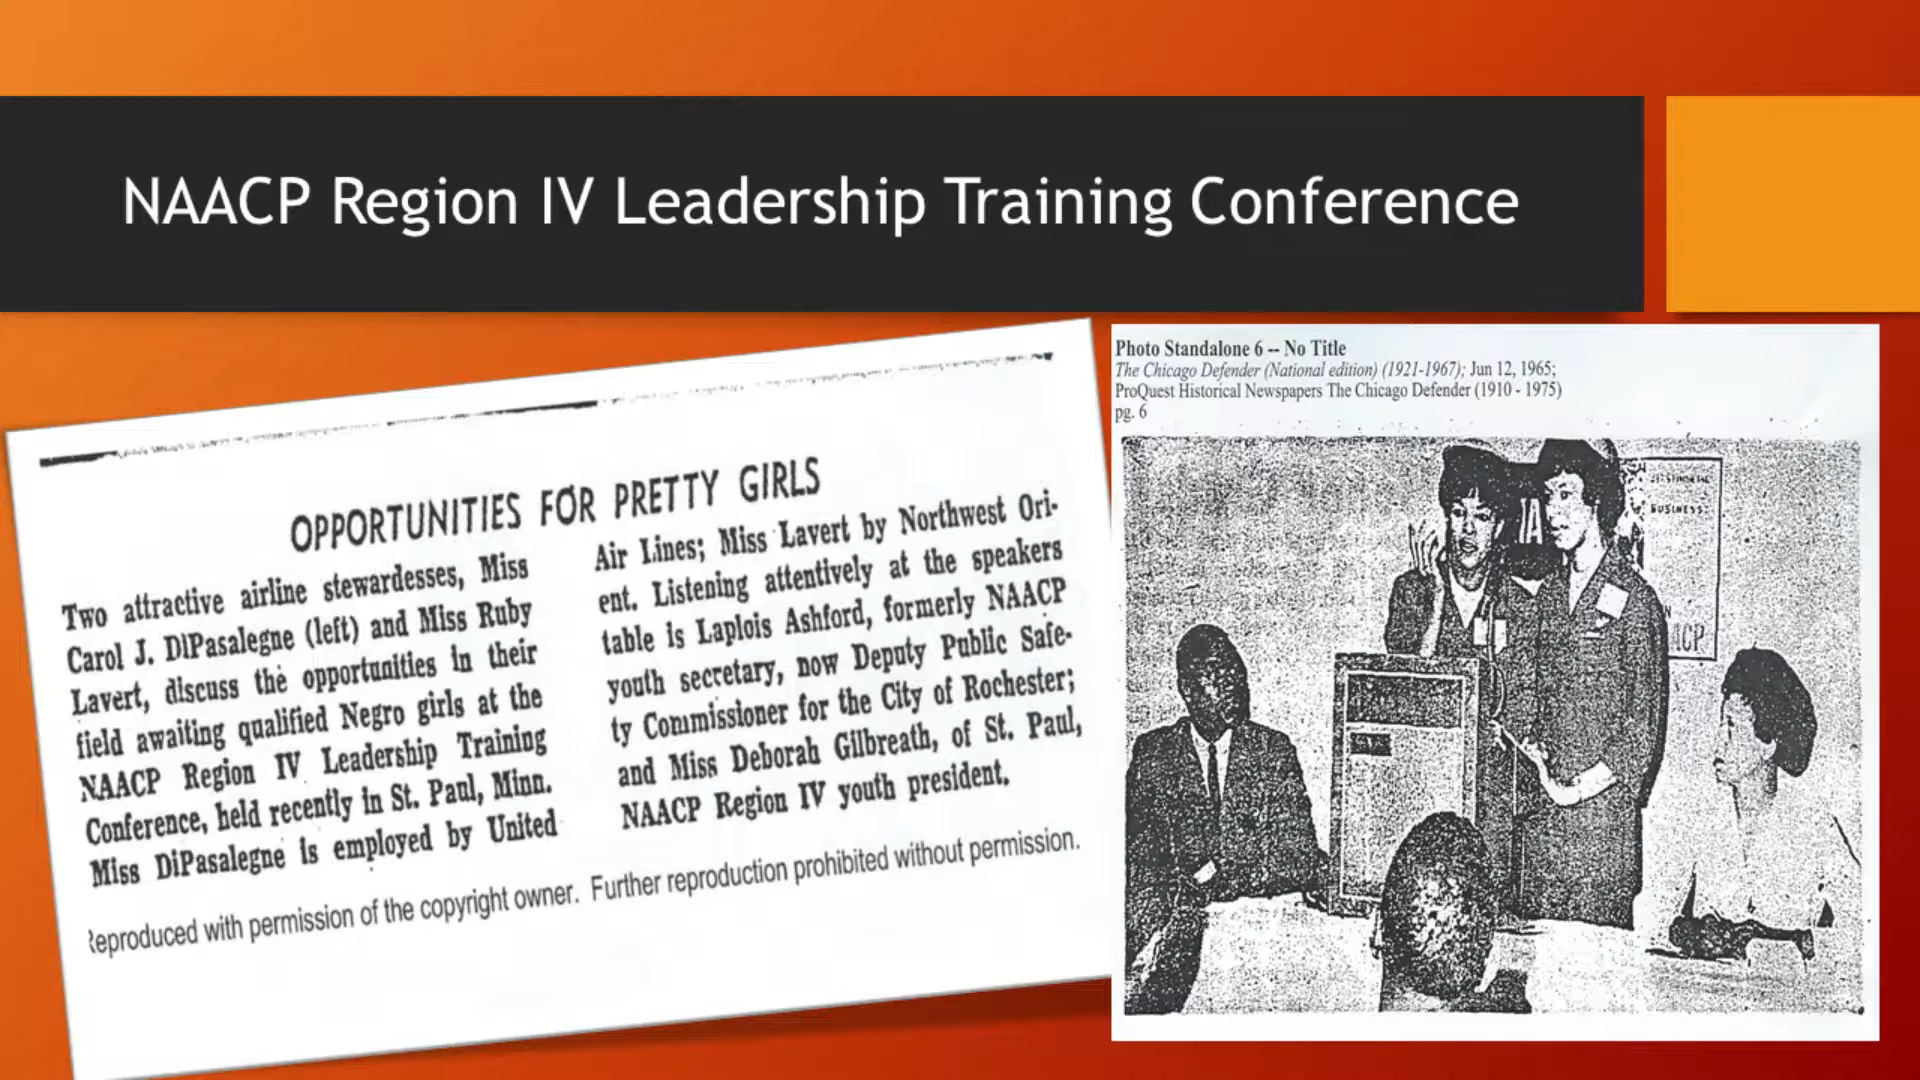 NAACP Region IV Leadership Training Conference
OPPORTUNITIES FOR PRETTY GIRLS
Two attractive airline stewardesses, Miss
Carol J. DiPasalegne (left) and Miss Ruby
Lavert, discuss the opportunities in their
field awaiting qualified Negro girls at the
NAACP Region IV Leadership Training
Conference, held recently in St. Paul, Minn.
Miss DiPasalegne is employed by United
Air Lines; Miss Lavert by Northwest Ori-
ent. Listening attentively at the speakers
table is Laplois Ashford, formerly NAACP
youth secretary, now Deputy Public Safe-
ty Commissioner for the City of Rochester;
and Miss Deborah Gilbreath, of St. Paul,
NAACP Region IV youth president.
Reproduced with permission of the copyright owner. Further reproduction prohibited without permission.
Photo Standalone 6 -- No Title
The Chicago Defender (National edition) (1921-1967); Jun 12, 1965;
ProQuest Historical Newspapers The Chicago Defender (1910 - 1975)
pg. 6
BUSINESS